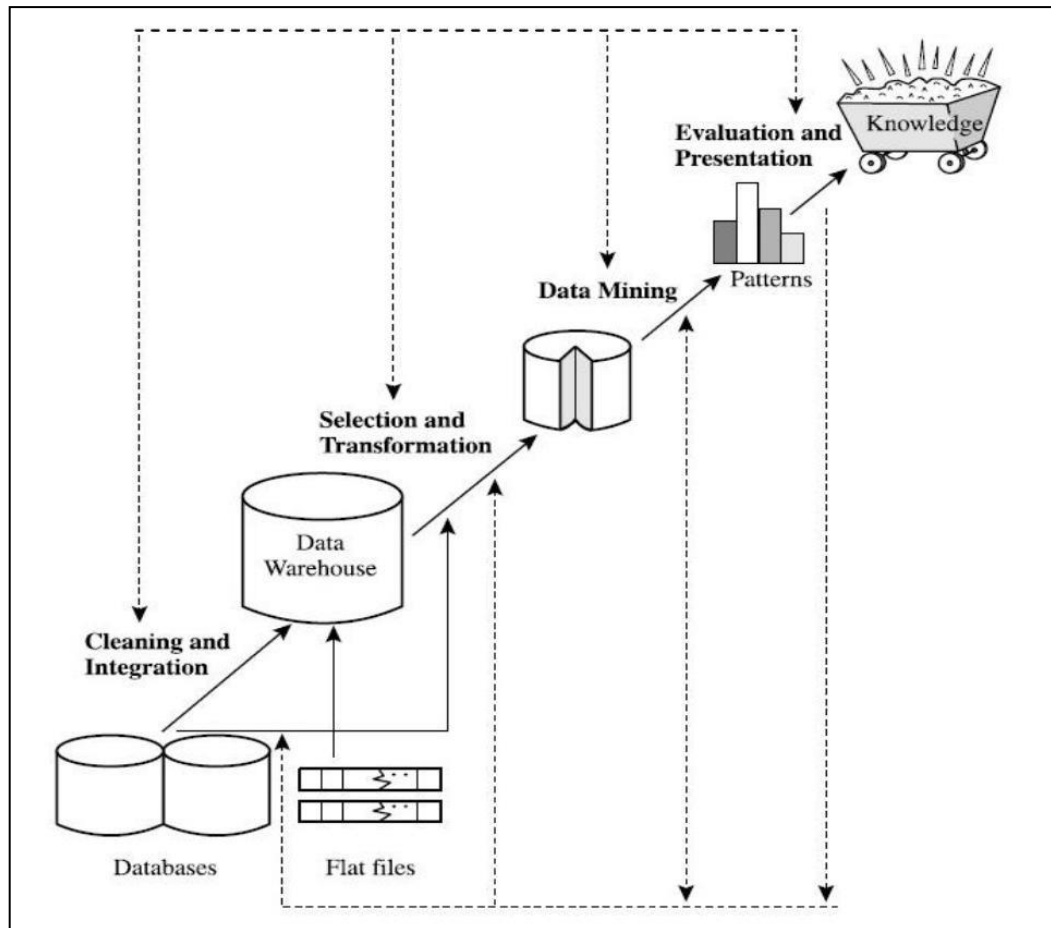 Knowledge
Evaluation and
Presentation
Patterns
Data Mining
Selection and
Transformation
Data
Warehouse
Cleaning and
Integration
Databases
Flat files